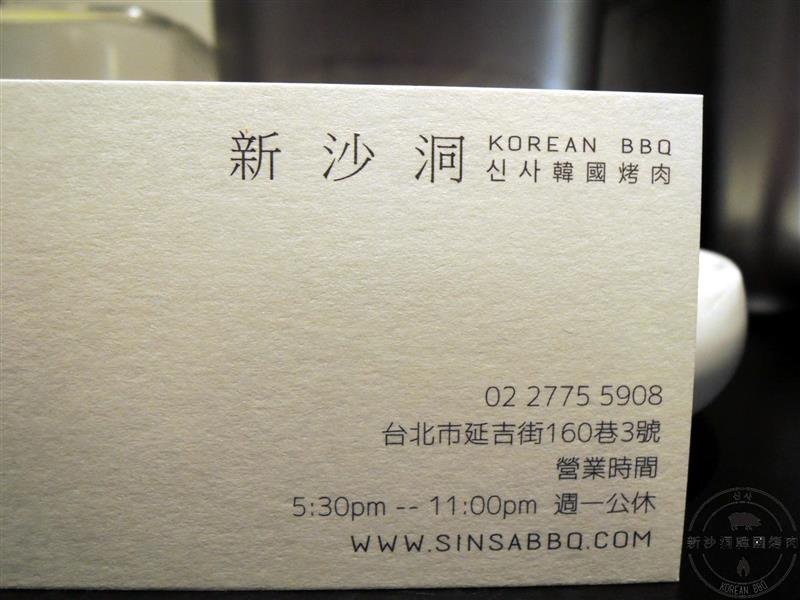 新沙洞 KOREAN BBQ
신사韓國烤肉
02 2775 5908
台北市延吉街160巷3號
營業時間
5:30pm -- 11:00pm 週一公休
WWW.SINSABBQ.COM
신사
新沙洞韓國烤肉
KOREAN BBQ